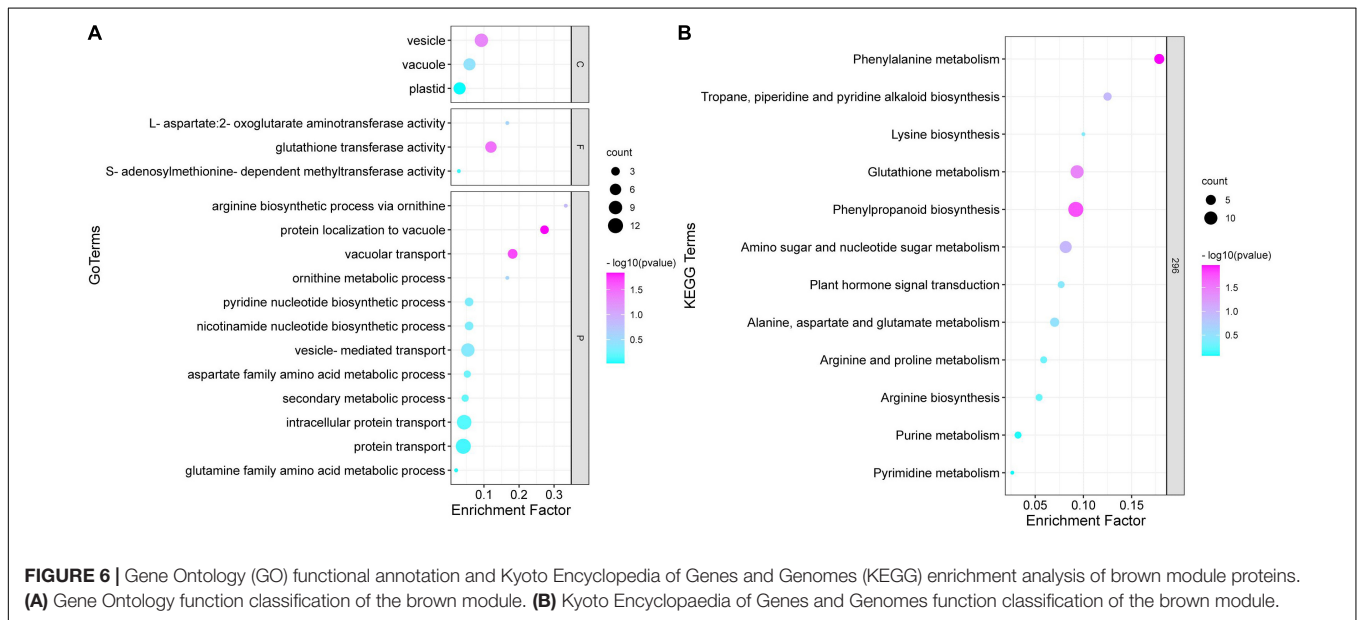 A
GoTerms
vesicle
vacuole
plastid
C
L- aspartate:2- oxoglutarate aminotransferase activity
glutathione transferase activity
S- adenosylmethionine- dependent methyltransferase activity
F
arginine biosynthetic process via ornithine
protein localization to vacuole
vacuolar transport
ornithine metabolic process
pyridine nucleotide biosynthetic process
nicotinamide nucleotide biosynthetic process
vesicle- mediated transport
aspartate family amino acid metabolic process
secondary metabolic process
intracellular protein transport
protein transport
glutamine family amino acid metabolic process
P
0.1 0.2 0.3
Enrichment Factor
count
3
6
9
12
- log10(pvalue)
1.5
1.0
0.5
B
KEGG Terms
Phenylalanine metabolism
Tropane, piperidine and pyridine alkaloid biosynthesis
Lysine biosynthesis
Glutathione metabolism
Phenylpropanoid biosynthesis
Amino sugar and nucleotide sugar metabolism
Plant hormone signal transduction
Alanine, aspartate and glutamate metabolism
Arginine and proline metabolism
Arginine biosynthesis
Purine metabolism
Pyrimidine metabolism
296
0.05 0.10 0.15
Enrichment Factor
count
5
10
- log10(pvalue)
1.5
1.0
0.5
FIGURE 6 | Gene Ontology (GO) functional annotation and Kyoto Encyclopedia of Genes and Genomes (KEGG) enrichment analysis of brown module proteins.
(A) Gene Ontology function classification of the brown module. (B) Kyoto Encyclopaedia of Genes and Genomes function classification of the brown module.